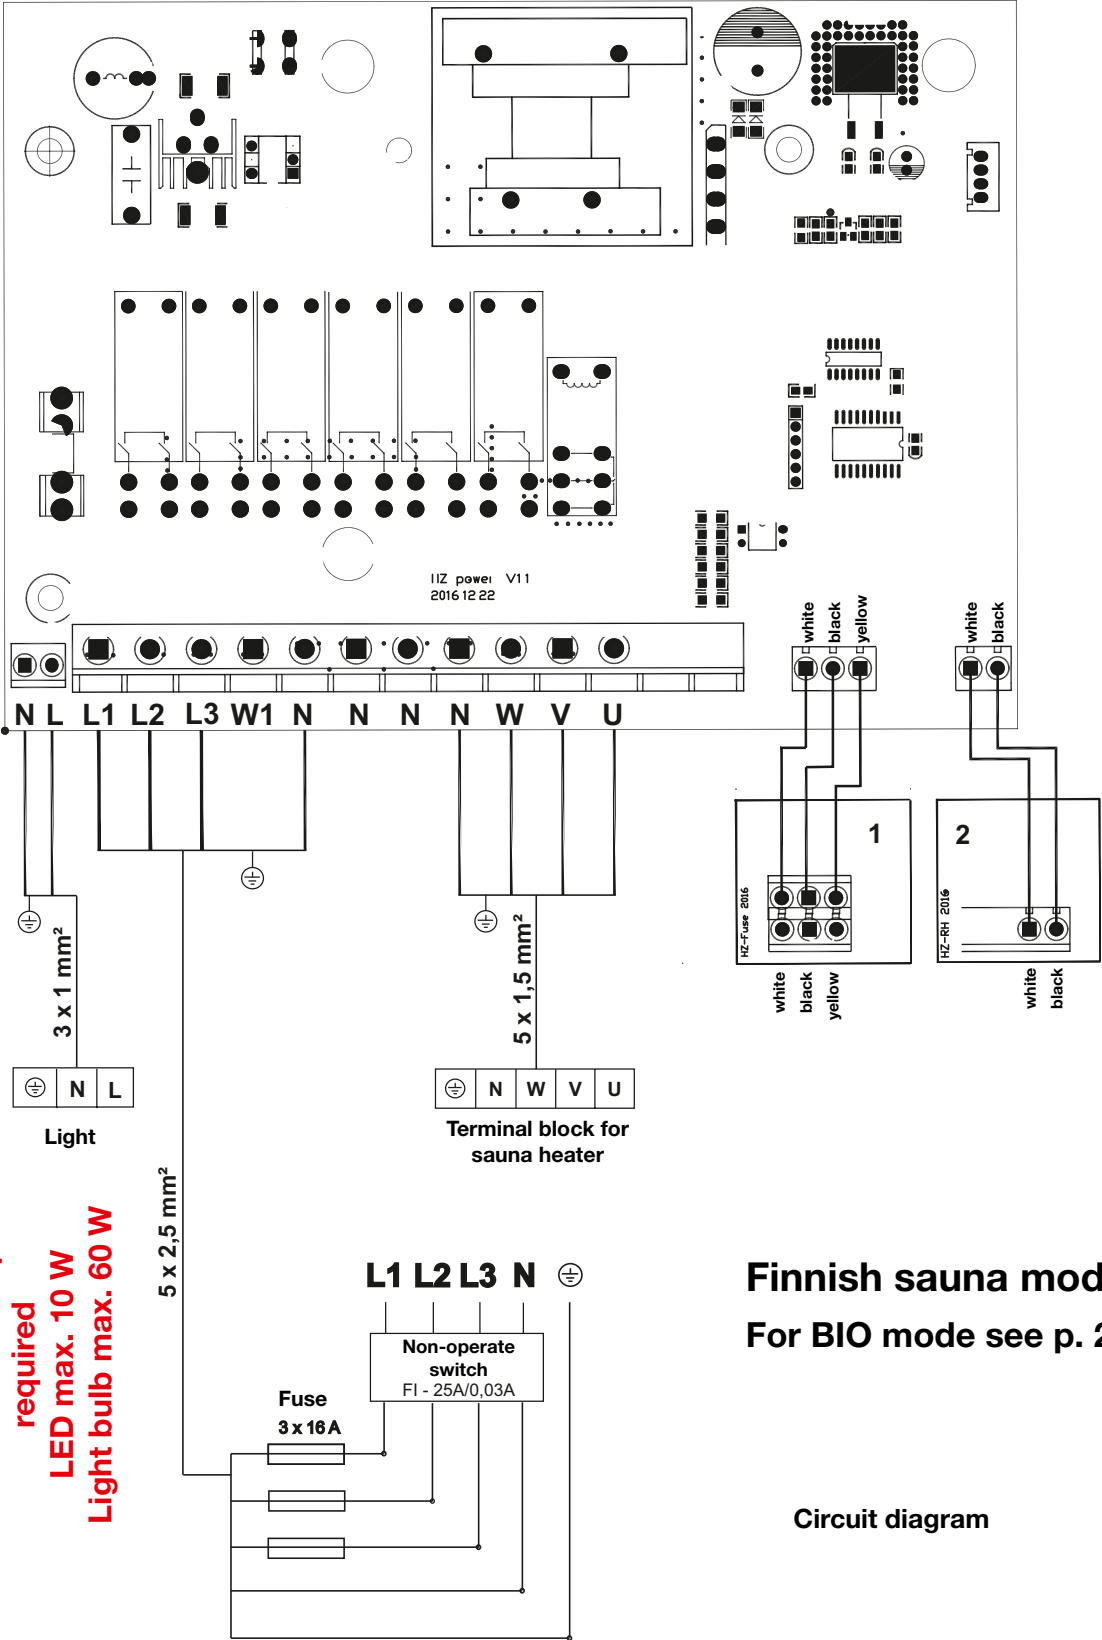 HZ power V11
2016 12 22
white
black
yellow
white
black
N L L1 L2 L3 W1 N N N N W V U
1
2
HZ-Fuse 2016
HZ-RH 2016
white
black
yellow
white
black
3 x 1 mm²
5 x 1,5 mm²
N L
Light
N W V U
Terminal block for
sauna heater
5 x 2,5 mm²
required
LED max. 10 W
Light bulb max. 60 W
L1 L2 L3 N
Non-operate
switch
FI - 25A/0,03A
Fuse
3 x 16 A
Finnish sauna mod
For BIO mode see p. 2
Circuit diagram